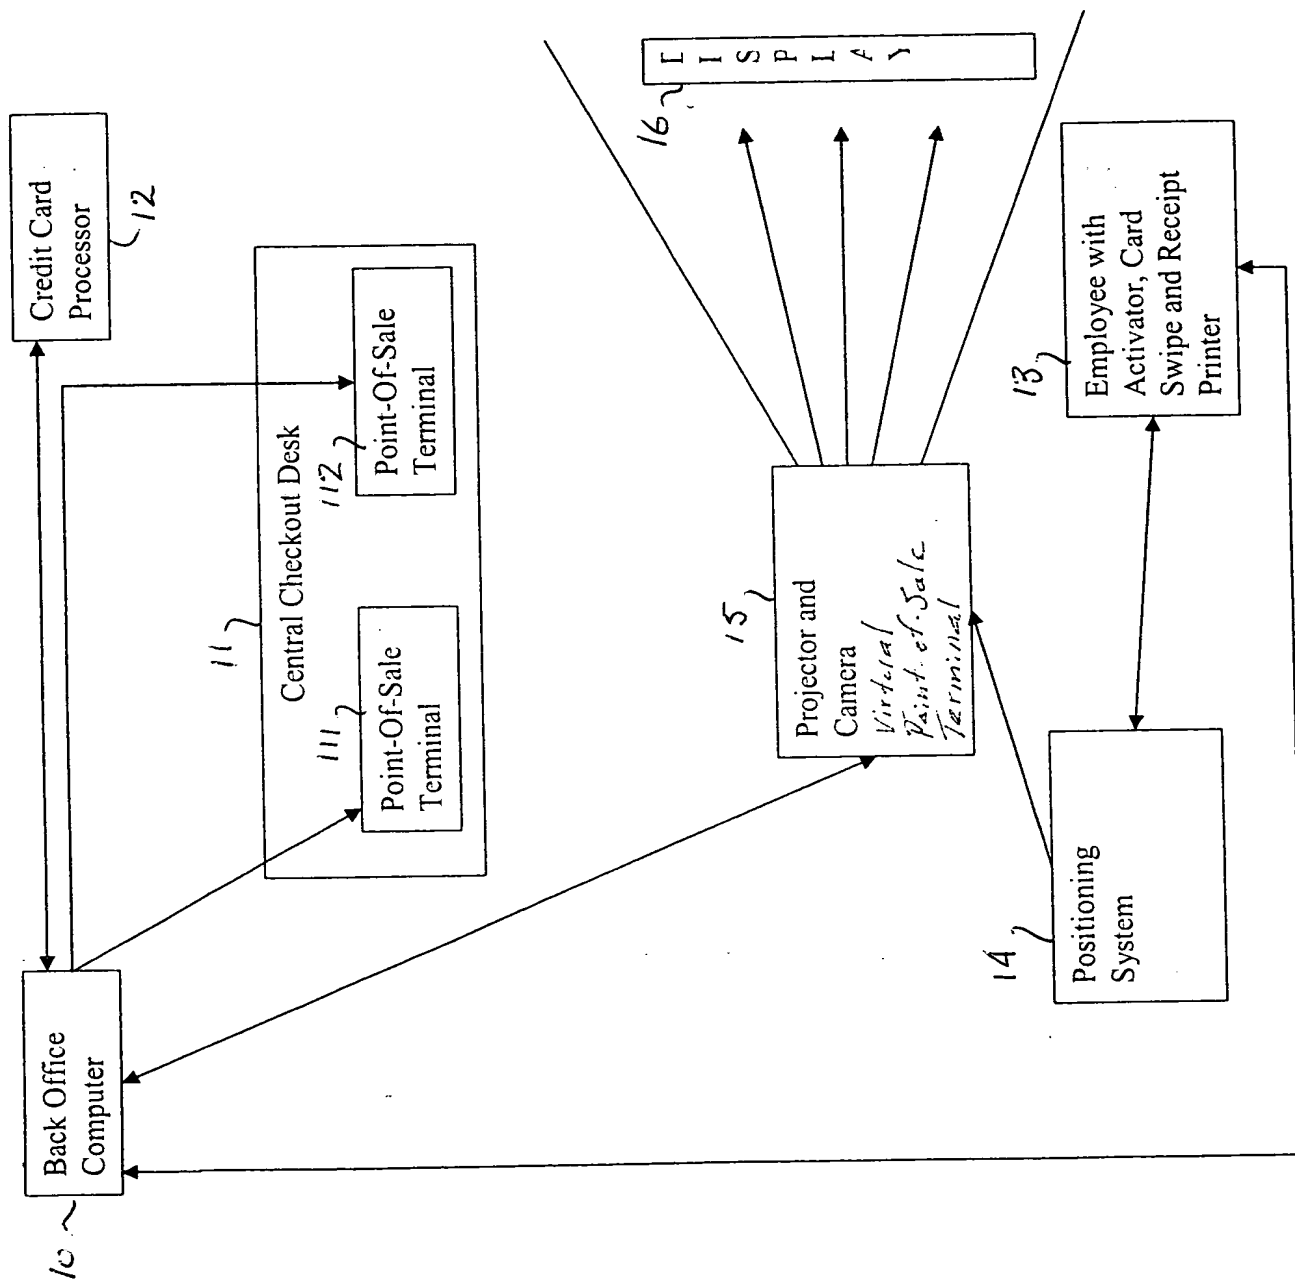 Back Office
Computer
10
Credit Card
Processor
12
11
Central Checkout Desk
111
Point-Of-Sale
Terminal
112
Point-Of-Sale
Terminal
15
Projector and
Camera
Virtual
Point-of-Sale
Terminal
16
DISPLAY
14
Positioning
System
13
Employee with
Activator, Card
Swipe and Receipt
Printer